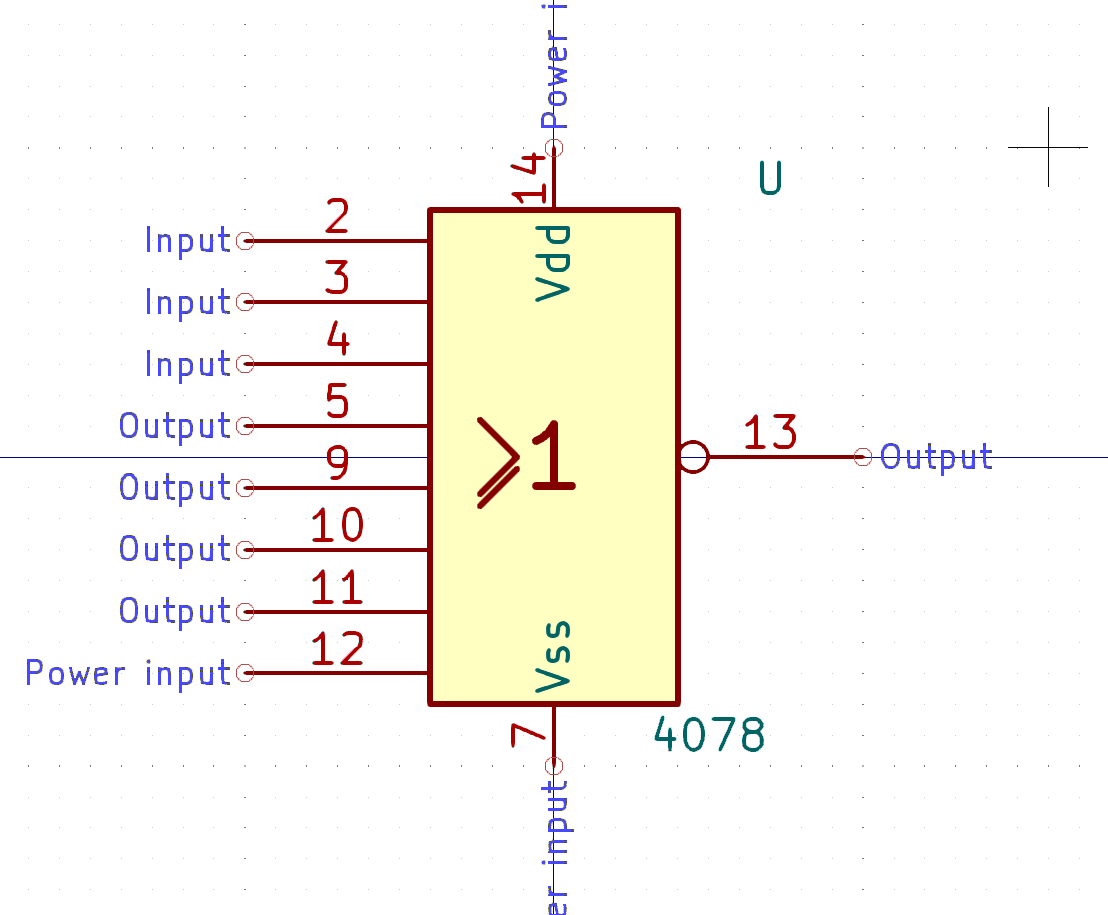 Power i
14
U
Vdd
Input 2
Input 3
Input 4
Output 5
≥1
13 Output
Output 9
Output 10
Output 11
Power input 12
Vss
7
4078
er input